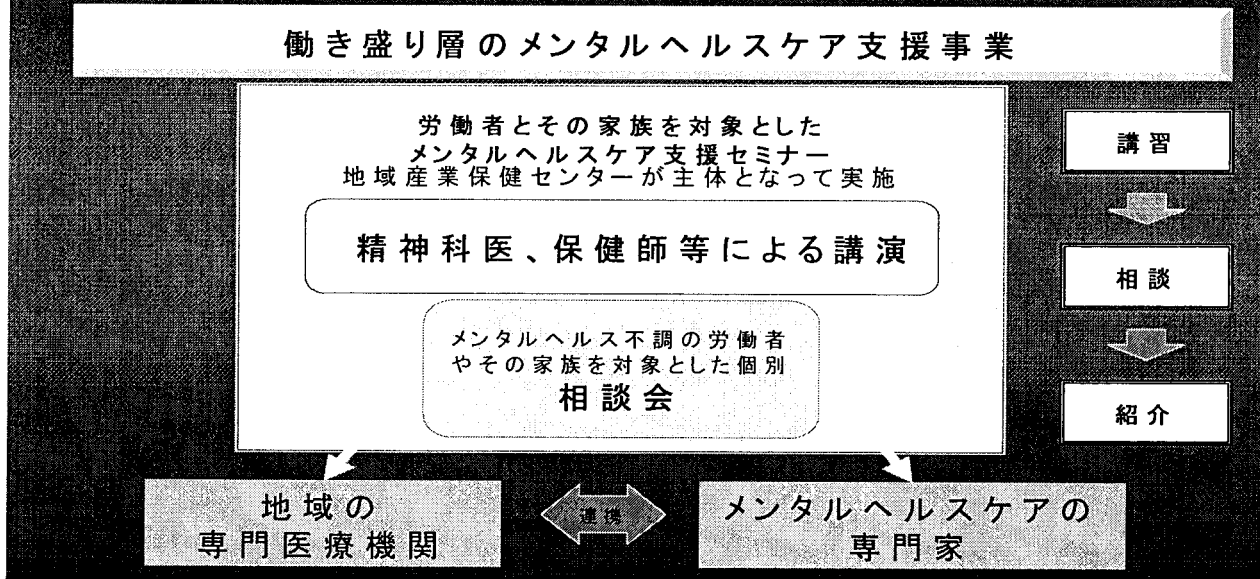 働き盛り層のメンタルヘルスケア支援事業
労働者とその家族を対象とした
メンタルヘルスケア支援セミナー
地域産業保健センターが主体となって実施
精神科医、保健師等による講演
メンタルヘルス不調の労働者
やその家族を対象とした個別
相談会
講習
相談
紹介
地域の
専門医療機関
連携
メンタルヘルスケアの
専門家